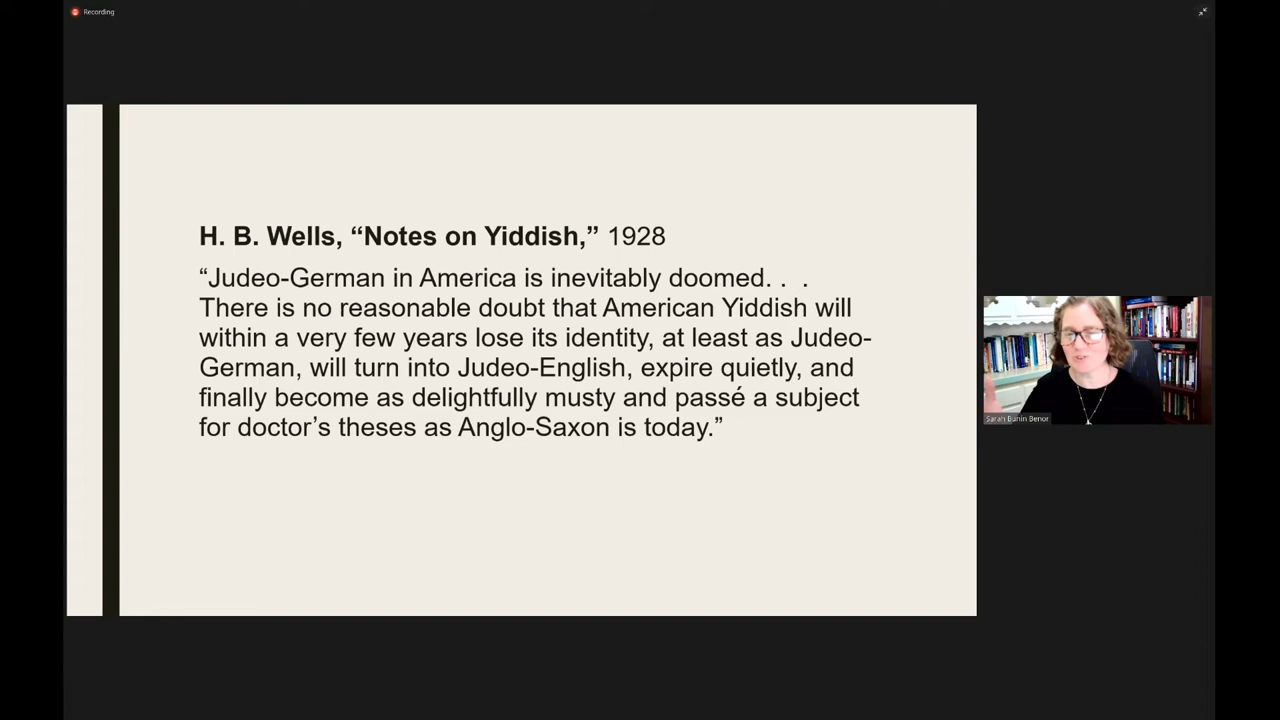 Recording
H. B. Wells, “Notes on Yiddish,” 1928
“Judeo-German in America is inevitably doomed. . .
There is no reasonable doubt that American Yiddish will
within a very few years lose its identity, at least as Judeo-
German, will turn into Judeo-English, expire quietly, and
finally become as delightfully musty and passé a subject
for doctor’s theses as Anglo-Saxon is today.”
Sarah Bunin Benor